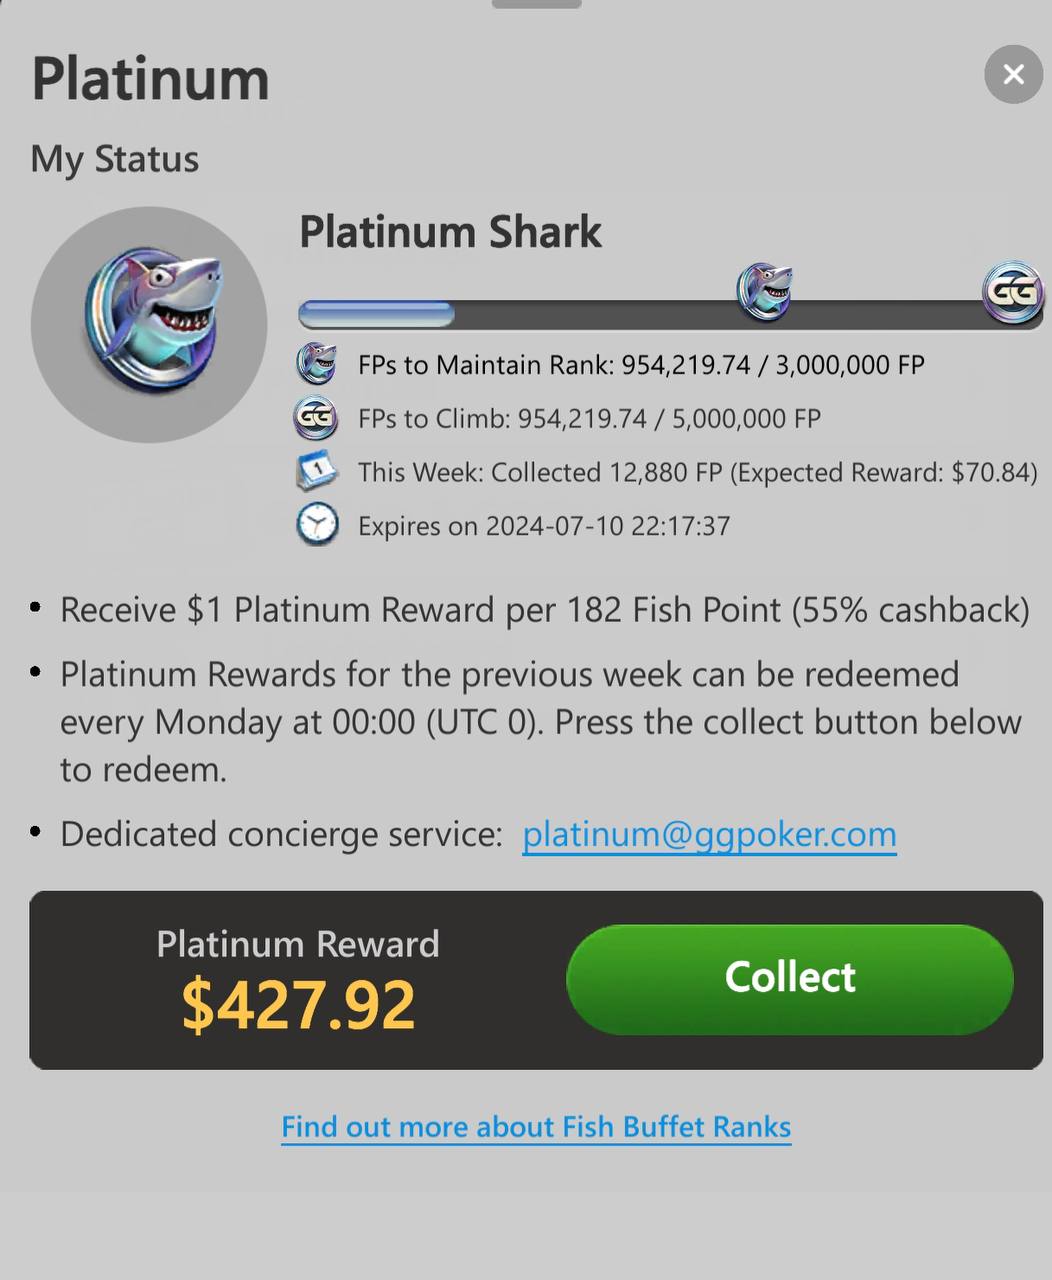 Platinum
My Status
Platinum Shark
GG
FPs to Maintain Rank: 954,219.74 / 3,000,000 FP
GG
FPs to Climb: 954,219.74 / 5,000,000 FP
1
This Week: Collected 12,880 FP (Expected Reward: $70.84)
Expires on 2024-07-10 22:17:37
• Receive $1 Platinum Reward per 182 Fish Point (55% cashback)
• Platinum Rewards for the previous week can be redeemed
every Monday at 00:00 (UTC 0). Press the collect button below
to redeem.
• Dedicated concierge service: platinum@ggpoker.com
Platinum Reward
$427.92
Collect
Find out more about Fish Buffet Ranks